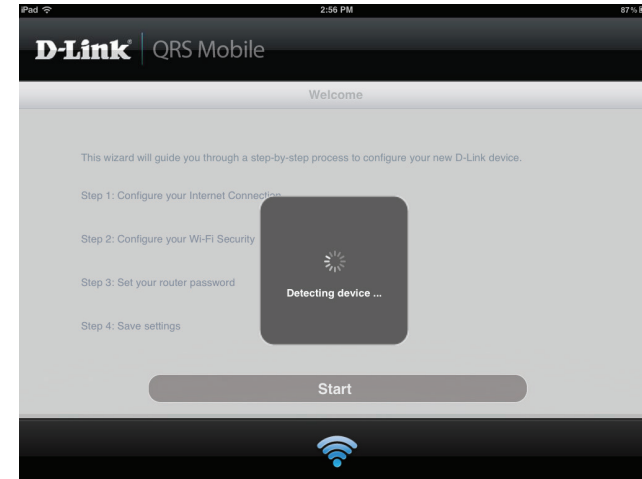 iPad 2:56 PM 87%
D-Link® QRS Mobile
Welcome
This wizard will guide you through a step-by-step process to configure your new D-Link device.
Step 1: Configure your Internet Connection
Step 2: Configure your Wi-Fi Security
Step 3: Set your router password
Detecting device ...
Step 4: Save settings
Start